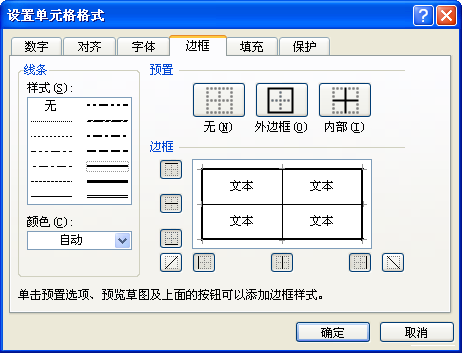 设置单元格格式
数字 对齐 字体 边框 填充 保护
线条
样式(S):
无
颜色(C):
自动
预置
无(N) 外边框(O) 内部(I)
边框
文本 文本
文本 文本
单击预置选项、预览草图及上面的按钮可以添加边框样式。
确定 取消